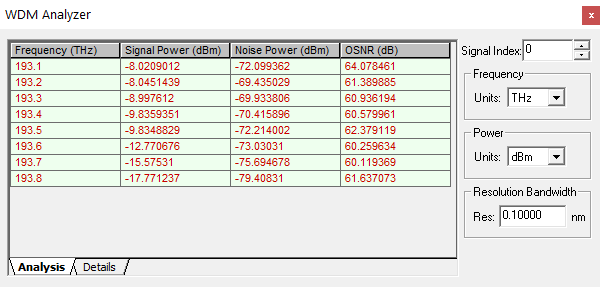 WDM Analyzer
x
Frequency (THz) Signal Power (dBm) Noise Power (dBm) OSNR (dB)
193.1 -8.0209012 -72.099362 64.078461
193.2 -8.0451439 -69.435029 61.389885
193.3 -8.997612 -69.933806 60.936194
193.4 -9.8359351 -70.415896 60.579961
193.5 -9.8348829 -72.214002 62.379119
193.6 -12.770676 -73.03031 60.259634
193.7 -15.57531 -75.694678 60.119369
193.8 -17.771237 -79.40831 61.637073
Analysis Details
Signal Index: 0
Frequency
Units: THz
Power
Units: dBm
Resolution Bandwidth
Res: 0.10000 nm